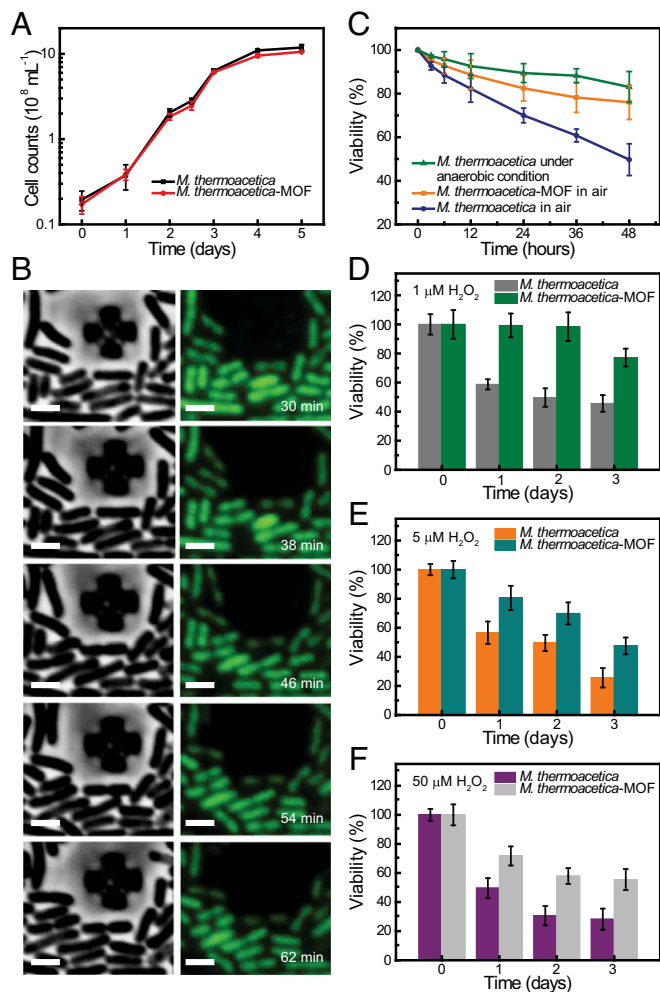 A
Cell counts (10⁸ mL⁻¹)
10
1
0.1
M. thermoacetica
M. thermoacetica-MOF
0 1 2 3 4 5
Time (days)
B
30 min
38 min
46 min
54 min
62 min
C
Viability (%)
100
80
60
40
20
M. thermoacetica under
anaerobic condition
M. thermoacetica-MOF in air
M. thermoacetica in air
0 12 24 36 48
Time (hours)
D
Viability (%)
120
100
80
60
40
20
0
1 μM H₂O₂
M. thermoacetica
M. thermoacetica-MOF
0 1 2 3
Time (days)
E
Viability (%)
120
100
80
60
40
20
0
5 μM H₂O₂
M. thermoacetica
M. thermoacetica-MOF
0 1 2 3
Time (days)
F
Viability (%)
120
100
80
60
40
20
0
50 μM H₂O₂
M. thermoacetica
M. thermoacetica-MOF
0 1 2 3
Time (days)